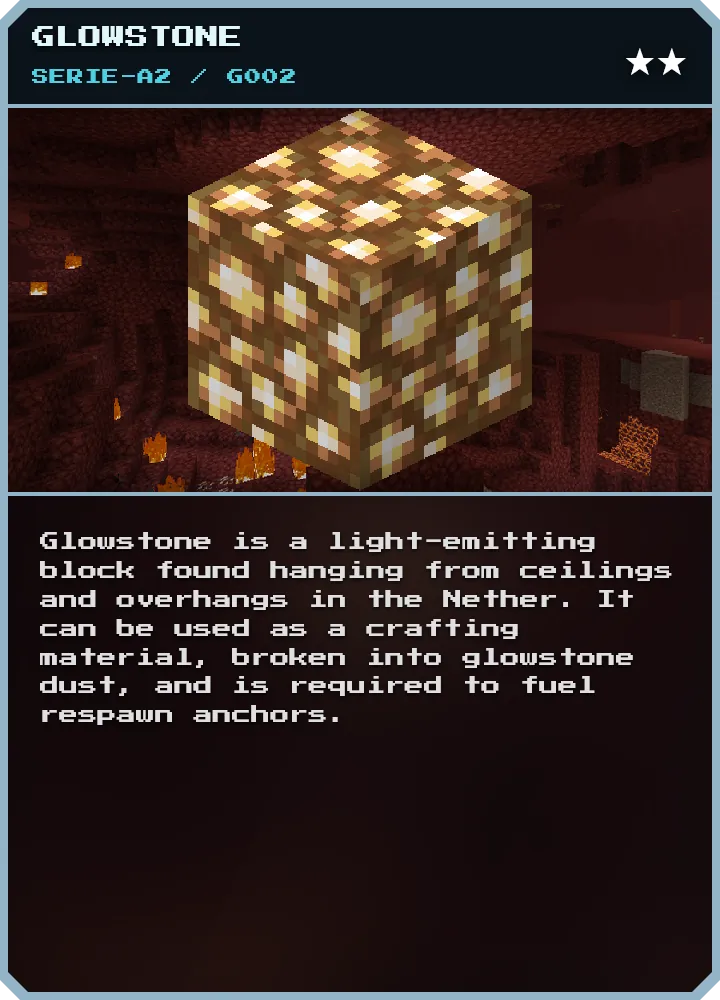 GLOWSTONE
SERIE-A2 / G002
★★
Glowstone is a light-emitting
block found hanging from ceilings
and overhangs in the Nether. It
can be used as a crafting
material, broken into glowstone
dust, and is required to fuel
respawn anchors.